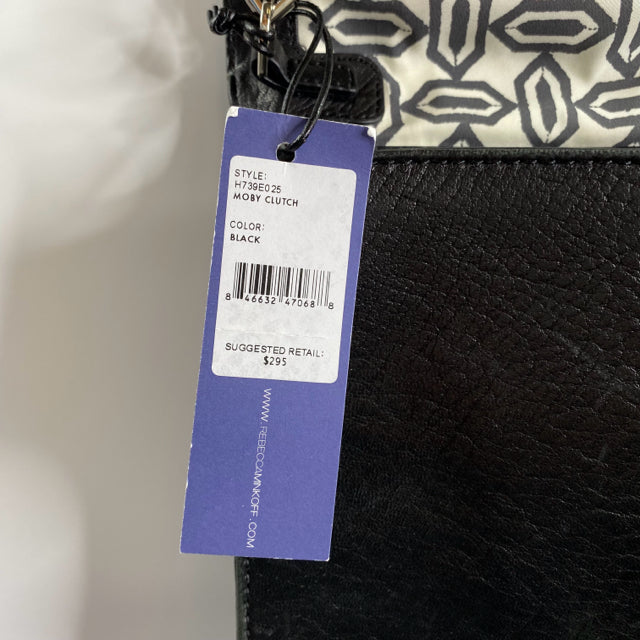 STYLE:
H739E025
MOBY CLUTCH
COLOR:
BLACK
8 46632 47068 8
SUGGESTED RETAIL:
$295
WWW.REBECCAMINKOFF.COM